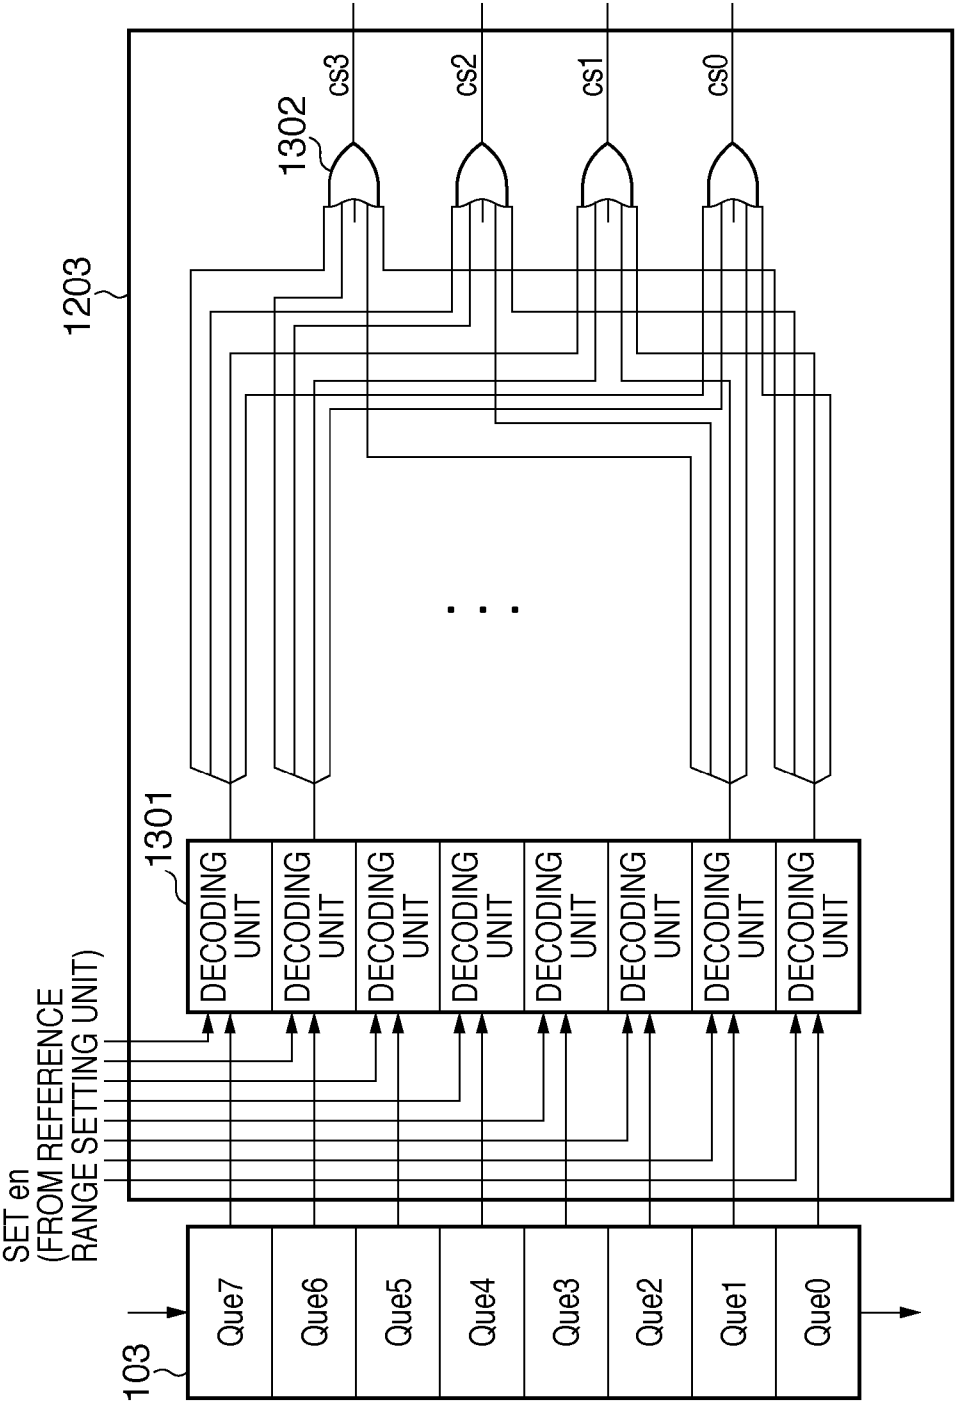 cs3
cs2
cs1
cs0
1302
1203
1301
DECODING
UNIT
DECODING
UNIT
DECODING
UNIT
DECODING
UNIT
DECODING
UNIT
DECODING
UNIT
DECODING
UNIT
DECODING
UNIT
SET en
(FROM REFERENCE
RANGE SETTING UNIT)
103
Que7
Que6
Que5
Que4
Que3
Que2
Que1
Que0